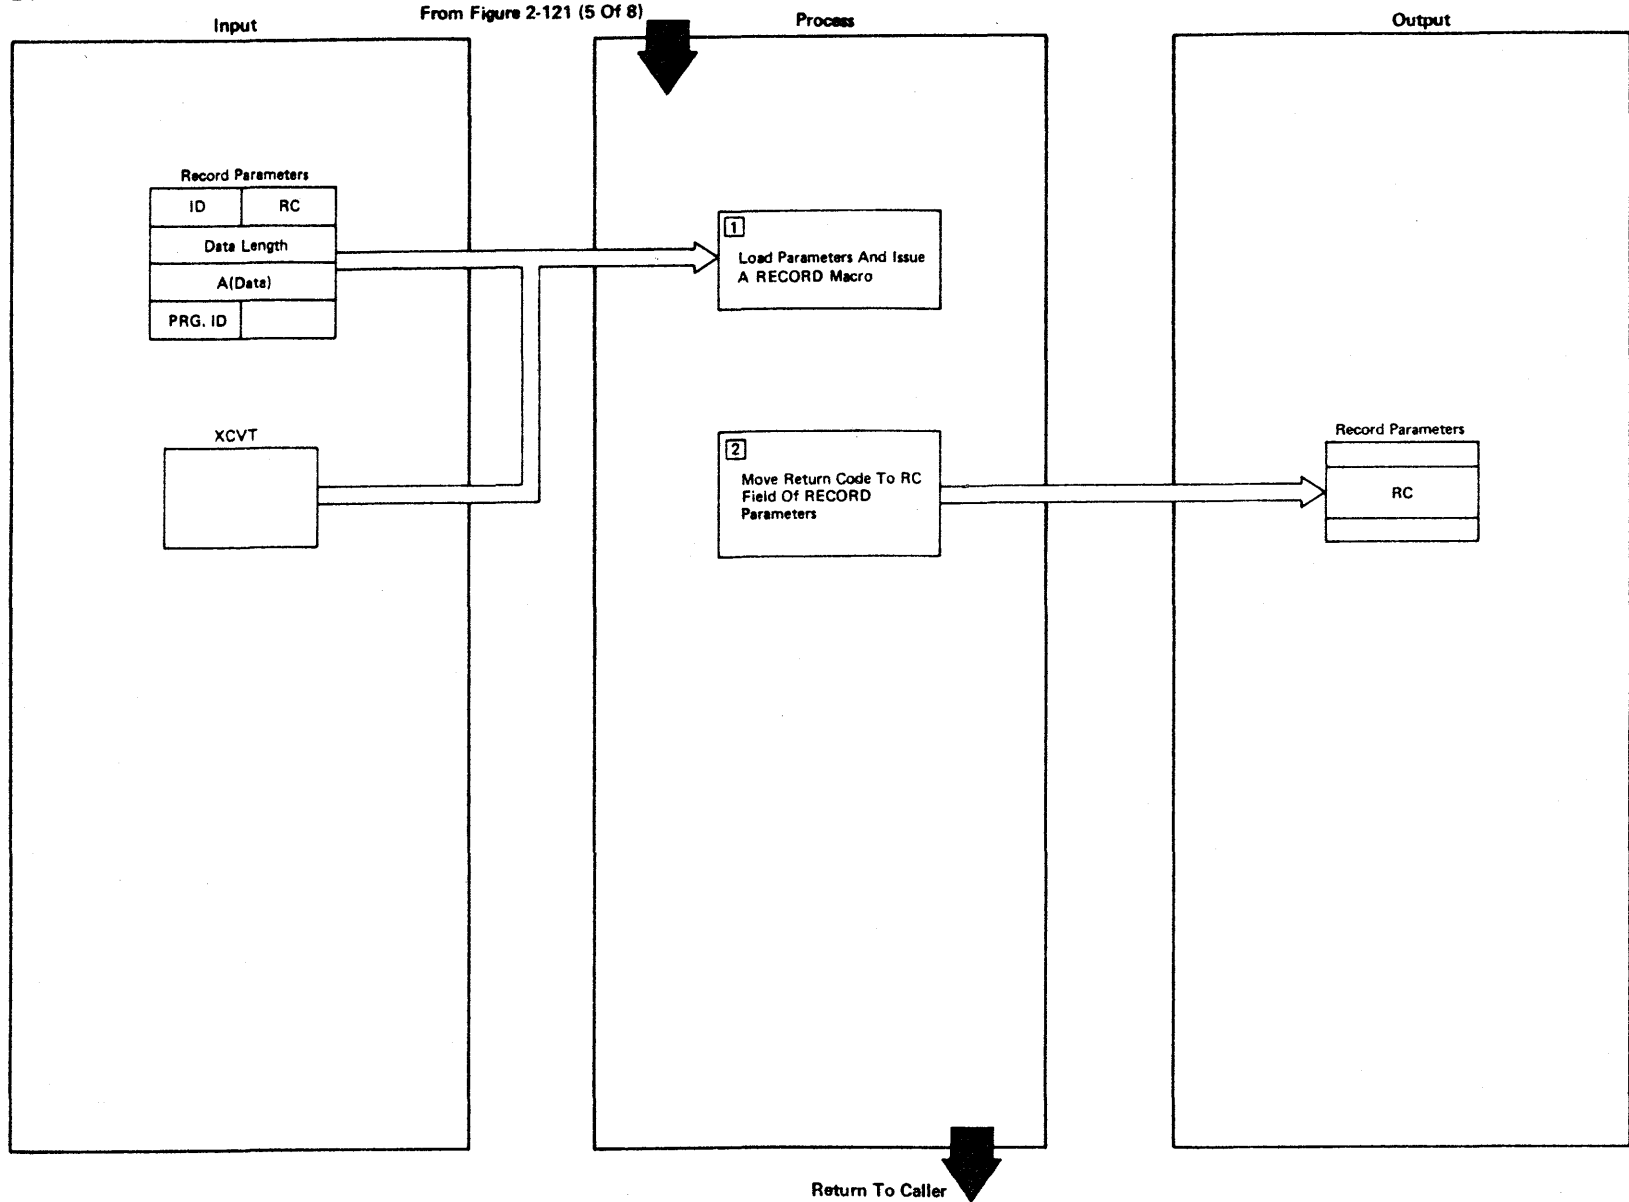 From Figure 2-121 (5 Of 8)
Input
Process
Output
Record Parameters
ID
RC
Data Length
A(Data)
PRG. ID
XCVT
1
Load Parameters And Issue
A RECORD Macro
2
Move Return Code To RC
Field Of RECORD
Parameters
Record Parameters
RC
Return To Caller